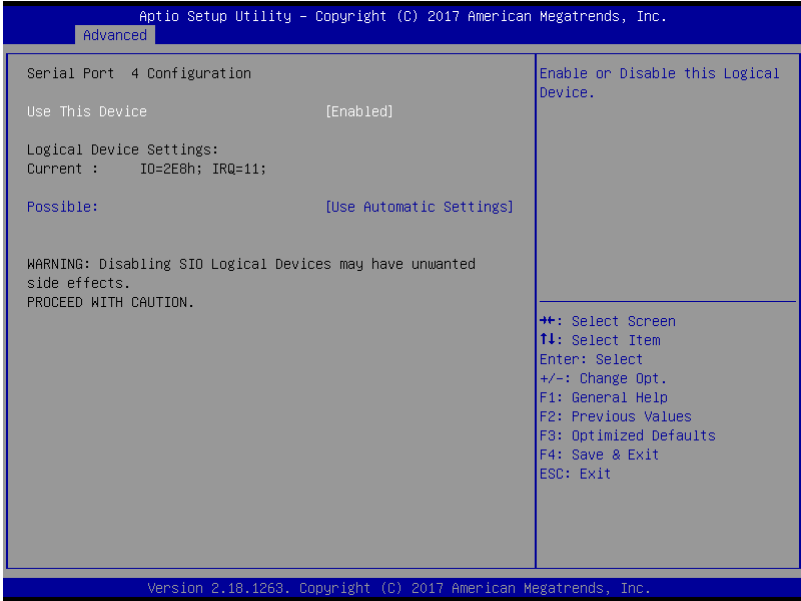 Aptio Setup Utility – Copyright (C) 2017 American Megatrends, Inc.
Advanced
Serial Port 4 Configuration
Use This Device [Enabled]
Logical Device Settings:
Current : IO=2E8h; IRQ=11;
Possible: [Use Automatic Settings]
WARNING: Disabling SIO Logical Devices may have unwanted
side effects.
PROCEED WITH CAUTION.
Enable or Disable this Logical
Device.
→←: Select Screen
↑↓: Select Item
Enter: Select
+/-: Change Opt.
F1: General Help
F2: Previous Values
F3: Optimized Defaults
F4: Save & Exit
ESC: Exit
Version 2.18.1263. Copyright (C) 2017 American Megatrends, Inc.